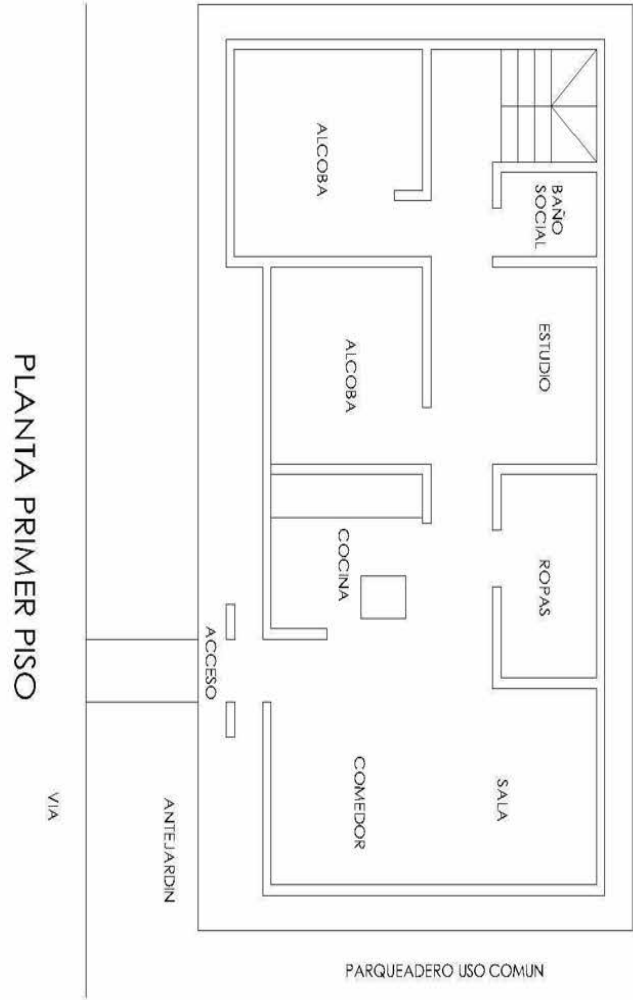 ALCOBA
BAÑO
SOCIAL
ALCOBA
ESTUDIO
COCINA
ROPAS
ACCESO
COMEDOR
SALA
ANTEJARDIN
VIA
PLANTA PRIMER PISO
PARQUEADERO USO COMUN